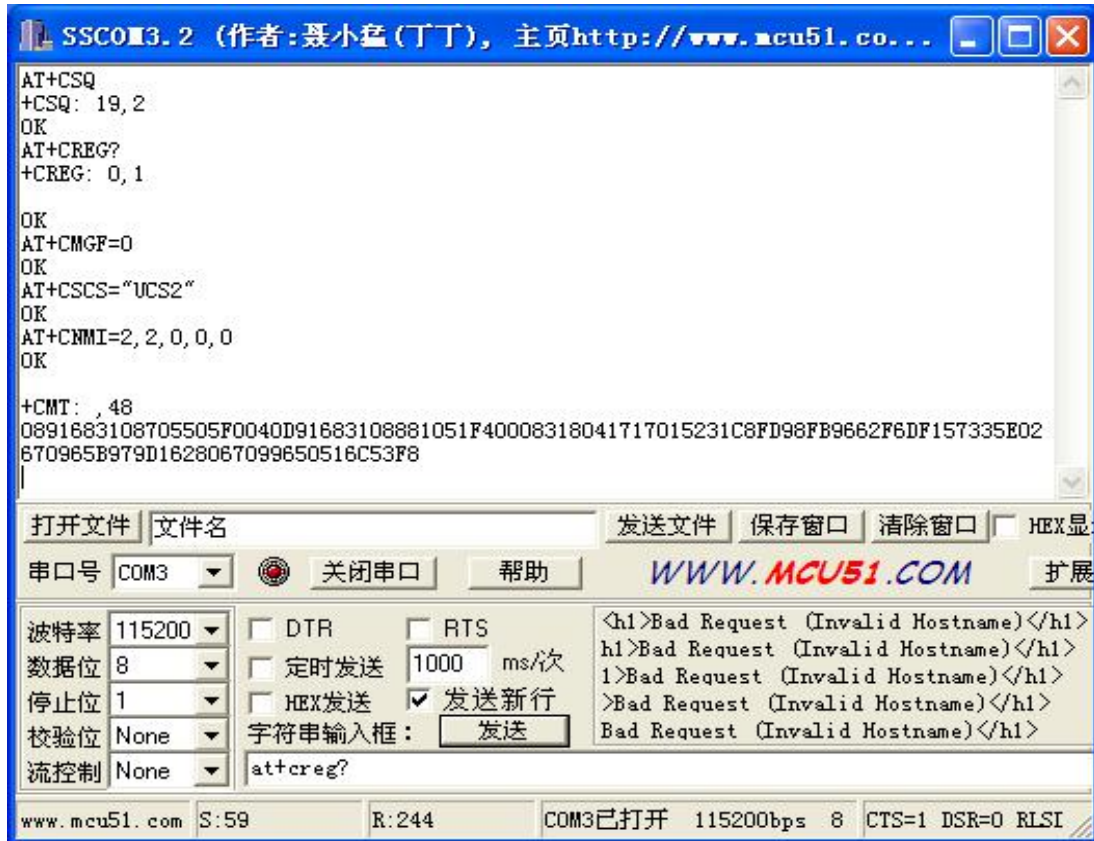 SSCOM3.2 (作者:聂小猛(丁丁), 主页http://www.mcu51.co...
AT+CSQ
+CSQ: 19,2
OK
AT+CREG?
+CREG: 0,1
OK
AT+CMGF=0
OK
AT+CSCS="UCS2"
OK
AT+CNMI=2,2,0,0,0
OK
+CMT: ,48
0891683108705505F0040D91683108881051F40008318041717015231C8FD98FB9662F6DF157335E02
670965B979D1628067099650516C53F8
打开文件 文件名 发送文件 保存窗口 清除窗口 HEX显
串口号 COM3 关闭串口 帮助 WWW.MCU51.COM 扩展
波特率 115200 DTR RTS
数据位 8 定时发送 1000 ms/次
停止位 1 HEX发送 发送新行
校验位 None 字符串输入框: 发送
流控制 None at+creg?
<h1>Bad Request (Invalid Hostname)</h1>
h1>Bad Request (Invalid Hostname)</h1>
1>Bad Request (Invalid Hostname)</h1>
>Bad Request (Invalid Hostname)</h1>
Bad Request (Invalid Hostname)</h1>
www.mcu51.com S:59 R:244 COM3已打开 115200bps 8 CTS=1 DSR=0 RLSI